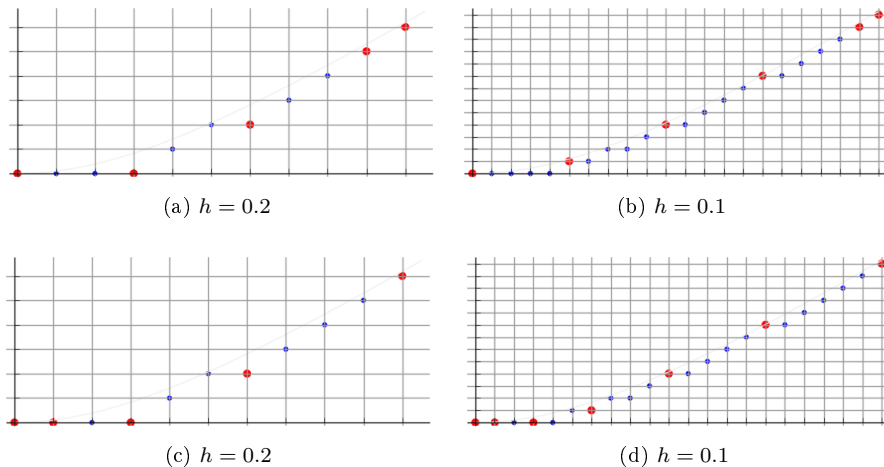 (a) h = 0.2
(b) h = 0.1
(c) h = 0.2
(d) h = 0.1